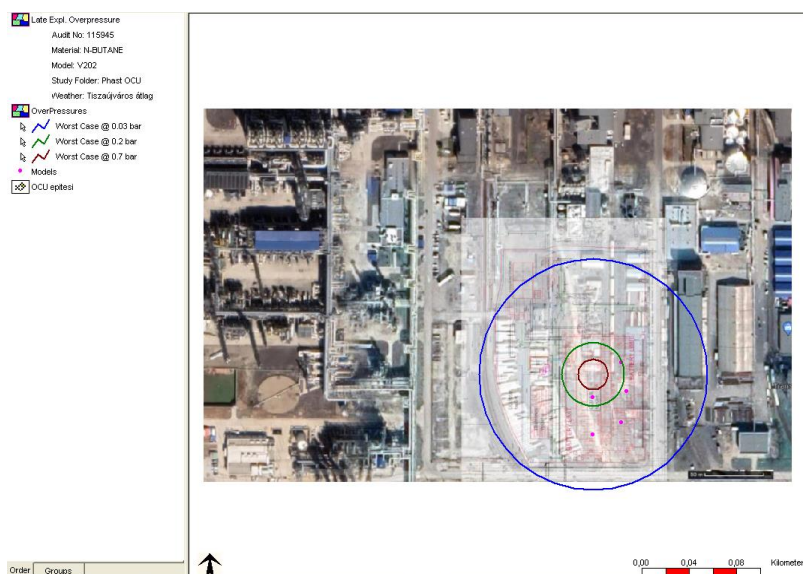 Late Expl. Overpressure
Audit No: 115945
Material: N-BUTANE
Model: V202
Study Folder: Phast OCU
Weather: Tiszaújváros átlag
OverPressures
Worst Case @ 0.03 bar
Worst Case @ 0.2 bar
Worst Case @ 0.7 bar
Models
OCU epitesi
Order Groups
0,00 0,04 0,08 Kilometer